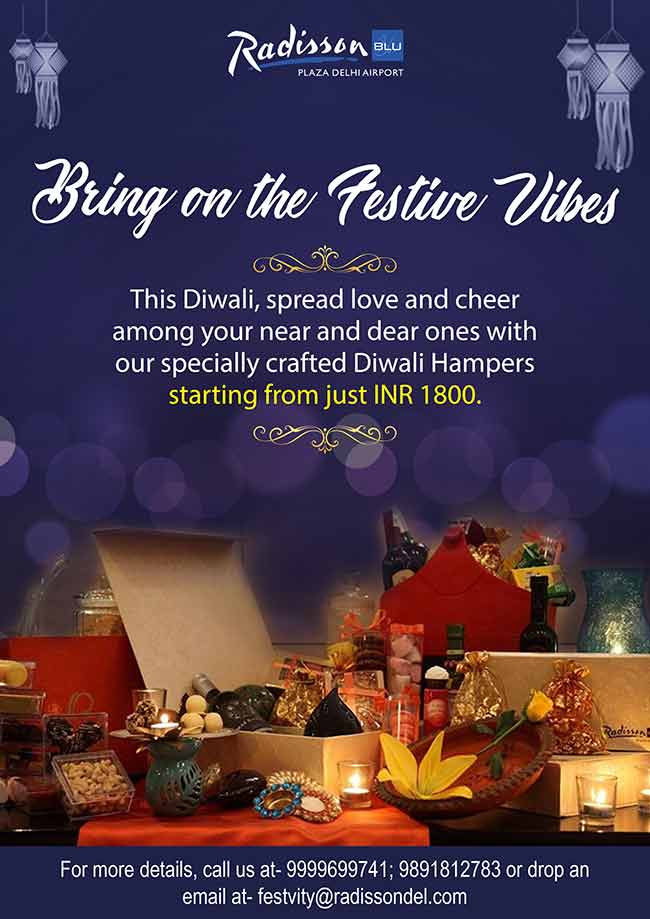 Radisson BLU
PLAZA DELHI AIRPORT
Bring on the Festive Vibes
This Diwali, spread love and cheer
among your near and dear ones with
our specially crafted Diwali Hampers
starting from just INR 1800.
Radisson
For more details, call us at- 9999699741; 9891812783 or drop an
email at- festvity@radissondel.com